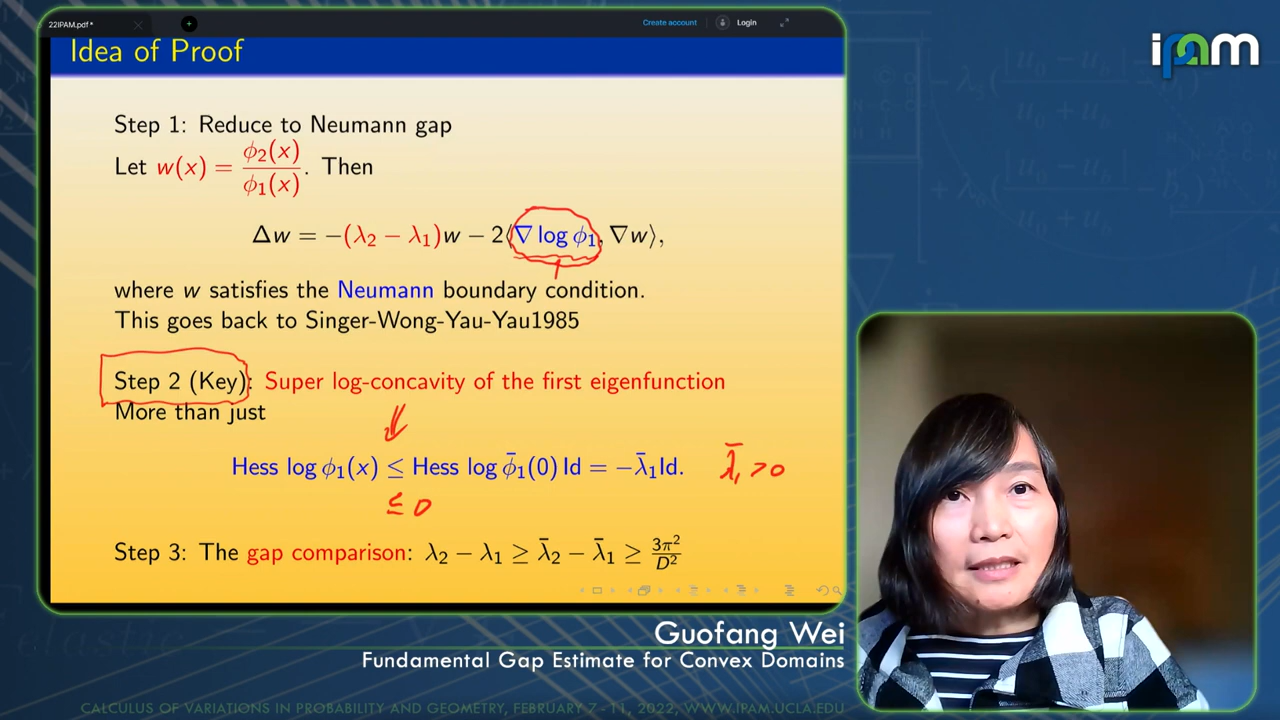 22IPAM.pdf *
Create account
Login
Idea of Proof
ipam
Step 1: Reduce to Neumann gap
Let w(x) = ϕ₂(x)/ϕ₁(x). Then
Δw = −(λ₂ − λ₁)w − 2⟨∇ log ϕ₁, ∇w⟩,
where w satisfies the Neumann boundary condition.
This goes back to Singer-Wong-Yau-Yau1985
Step 2 (Key): Super log-concavity of the first eigenfunction
More than just
Hess log ϕ₁(x) ≤ Hess log ϕ̄₁(0) Id = −λ̄₁Id. λ̄₁ > 0
≤ 0
Step 3: The gap comparison: λ₂ − λ₁ ≥ λ̄₂ − λ̄₁ ≥ 3π²/D²
Guofang Wei
Fundamental Gap Estimate for Convex Domains
CALCULUS OF VARIATIONS IN PROBABILITY AND GEOMETRY, FEBRUARY 7-11, 2022, WWW.IPAM.UCLA.EDU